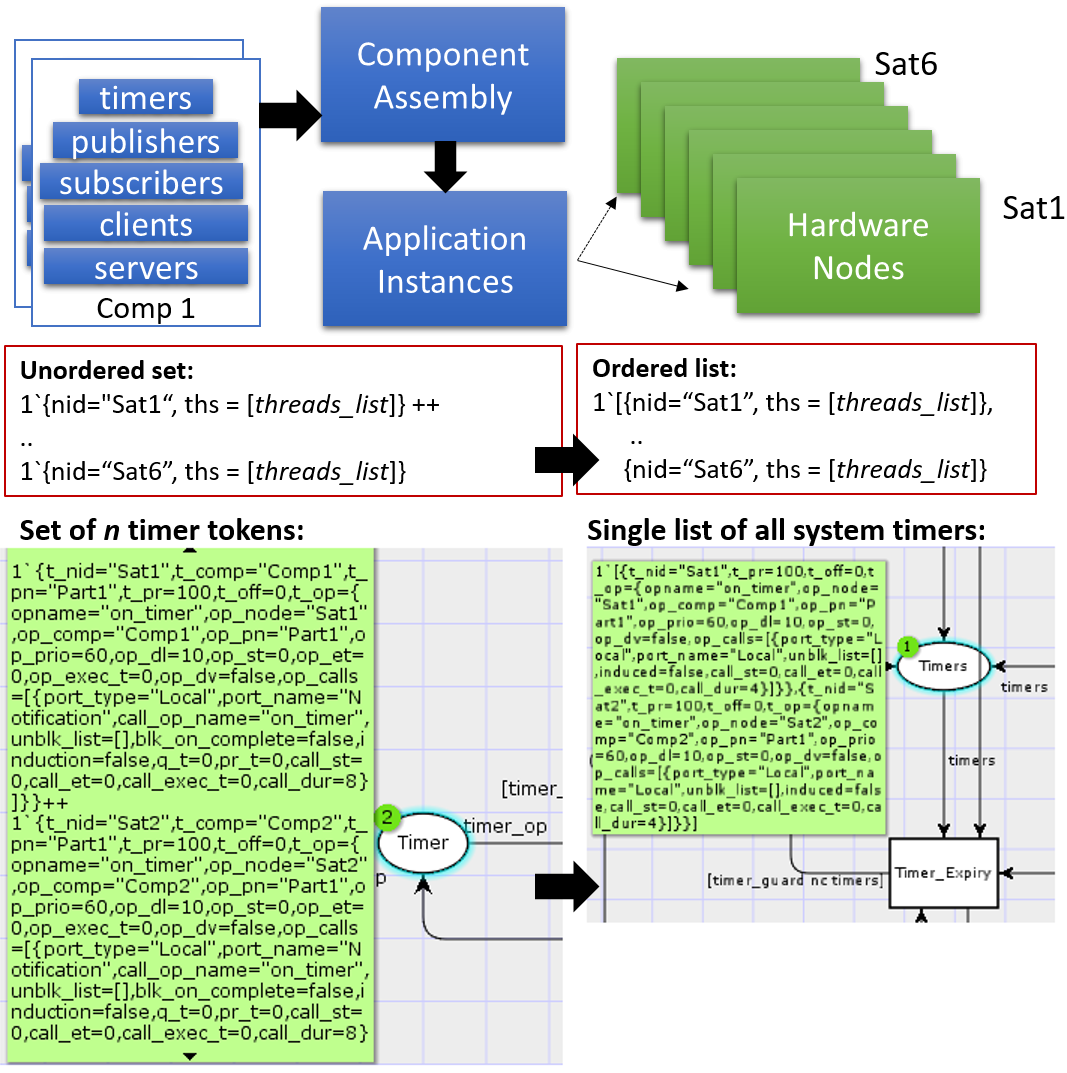 timers
publishers
subscribers
clients
servers
Comp 1
Component
Assembly
Application
Instances
Sat6
Sat1
Hardware
Nodes
Unordered set:
1`{nid="Sat1“, ths = [threads_list]} ++
..
1`{nid=“Sat6”, ths = [threads_list]}
Ordered list:
1`[{nid=“Sat1”, ths = [threads_list]},
..
{nid=“Sat6”, ths = [threads_list]}
Set of n timer tokens:
1`{t_nid="Sat1",t_comp="Comp1",t_
pn="Part1",t_pr=100,t_off=0,t_op={
opname="on_timer",op_node="Sat1"
,op_comp="Comp1",op_pn="Part1",o
p_prio=60,op_dl=10,op_st=0,op_et=
0,op_exec_t=0,op_dv=false,op_calls
=[{port_type="Local",port_name="N
otification",call_op_name="on_timer",
unblk_list=[],blk_on_complete=false,i
nduction=false,q_t=0,pr_t=0,call_st=
0,call_et=0,call_exec_t=0,call_dur=8}
]}}++
1`{t_nid="Sat2",t_comp="Comp2",t_
pn="Part1",t_pr=100,t_off=0,t_op={
opname="on_timer",op_node="Sat2"
,op_comp="Comp2",op_pn="Part1",o
p_prio=60,op_dl=10,op_st=0,op_et=
0,op_exec_t=0,op_dv=false,op_calls
=[{port_type="Local",port_name="N
otification",call_op_name="on_timer",
unblk_list=[],blk_on_complete=false,i
nduction=false,q_t=0,pr_t=0,call_st=
0,call_et=0,call_exec_t=0,call_dur=8}
2
Timer
[timer_
timer_op
p
Single list of all system timers:
1`[{t_nid="Sat1",t_pr=100,t_off=0,t
_op={opname="on_timer",op_node=
"Sat1",op_comp="Comp1",op_pn="P
art1",op_prio=60,op_dl=10,op_st=0,
op_dv=false,op_calls=[{port_type="L
ocal",port_name="Local",unblk_list=[]
,induced=false,call_st=0,call_et=0,c
all_exec_t=0,call_dur=4}]}},{t_nid="S
at2",t_pr=100,t_off=0,t_op={opnam
e="on_timer",op_node="Sat2",op_co
mp="Comp2",op_pn="Part1",op_prio
=60,op_dl=10,op_st=0,op_dv=false,o
p_calls=[{port_type="Local",port_na
me="Local",unblk_list=[],induced=fals
e,call_st=0,call_et=0,call_exec_t=0,ca
ll_dur=4}]}}]
1
Timers
timers
timers
[timer_guard nc timers]
Timer_Expiry